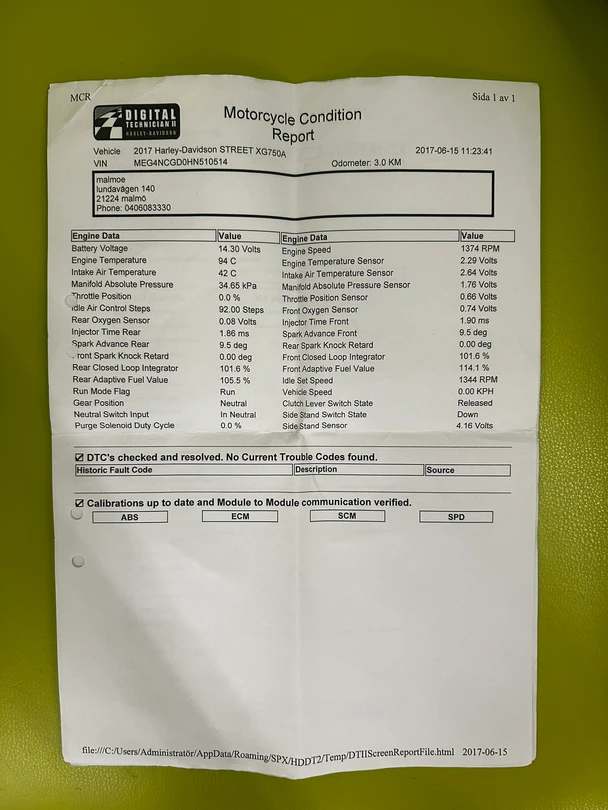 MCR
Sida 1 av 1
DIGITAL
TECHNICIAN II
HARLEY-DAVIDSON
Motorcycle Condition
Report
Vehicle 2017 Harley-Davidson STREET XG750A 2017-06-15 11:23:41
VIN MEG4NCGD0HN510514 Odometer: 3.0 KM
malmoe
lundavägen 140
21224 malmö
Phone: 0406083330
Engine Data Value Engine Data Value
Battery Voltage 14.30 Volts Engine Speed 1374 RPM
Engine Temperature 94 C Engine Temperature Sensor 2.29 Volts
Intake Air Temperature 42 C Intake Air Temperature Sensor 2.64 Volts
Manifold Absolute Pressure 34.65 kPa Manifold Absolute Pressure Sensor 1.76 Volts
Throttle Position 0.0 % Throttle Position Sensor 0.66 Volts
Idle Air Control Steps 92.00 Steps Front Oxygen Sensor 0.74 Volts
Rear Oxygen Sensor 0.08 Volts Injector Time Front 1.90 ms
Injector Time Rear 1.86 ms Spark Advance Front 9.5 deg
Spark Advance Rear 9.5 deg Rear Spark Knock Retard 0.00 deg
Front Spark Knock Retard 0.00 deg Front Closed Loop Integrator 101.6 %
Rear Closed Loop Integrator 101.6 % Front Adaptive Fuel Value 114.1 %
Rear Adaptive Fuel Value 105.5 % Idle Set Speed 1344 RPM
Run Mode Flag Run Vehicle Speed 0.00 KPH
Gear Position Neutral Clutch Lever Switch State Released
Neutral Switch Input In Neutral Side Stand Switch State Down
Purge Solenoid Duty Cycle 0.0 % Side Stand Sensor 4.16 Volts
DTC's checked and resolved. No Current Trouble Codes found.
Historic Fault Code Description Source
Calibrations up to date and Module to Module communication verified.
ABS ECM SCM SPD
file:///C:/Users/Administratör/AppData/Roaming/SPX/HDDT2/Temp/DTIIScreenReportFile.html 2017-06-15